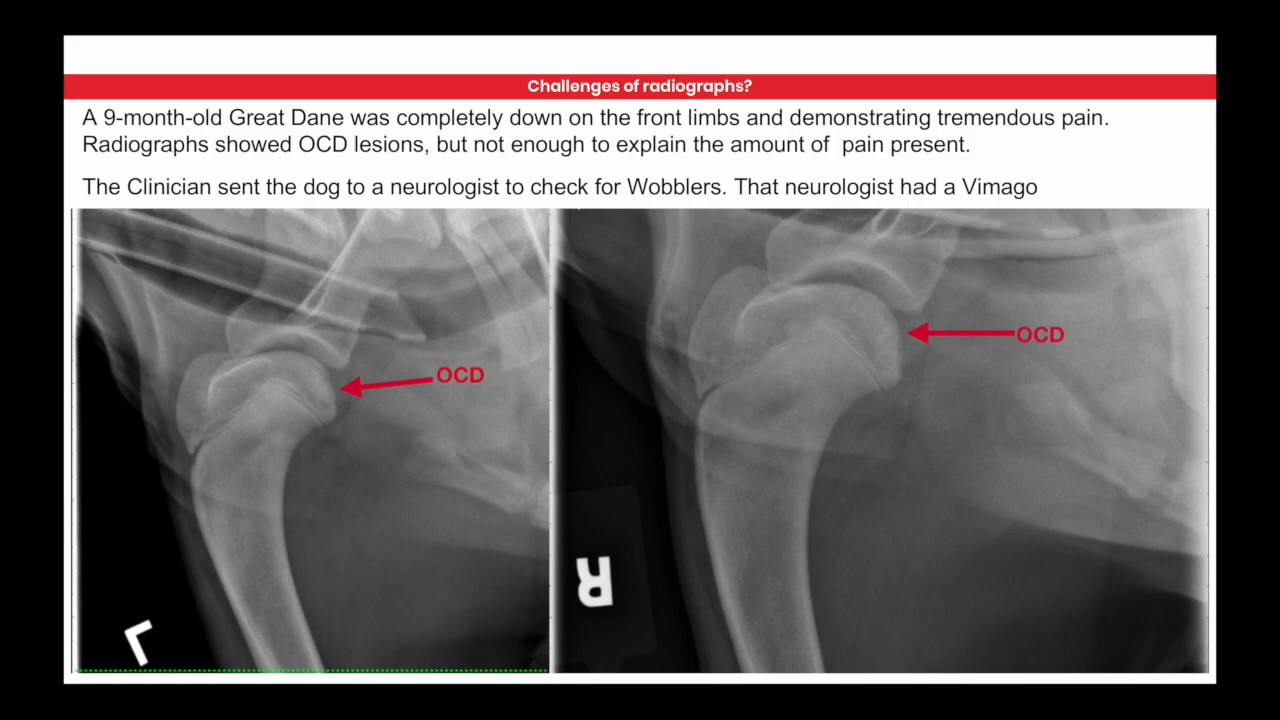 Challenges of radiographs?
A 9-month-old Great Dane was completely down on the front limbs and demonstrating tremendous pain.
Radiographs showed OCD lesions, but not enough to explain the amount of  pain present.
The Clinician sent the dog to a neurologist to check for Wobblers. That neurologist had a Vimago
OCD
OCD
R
L